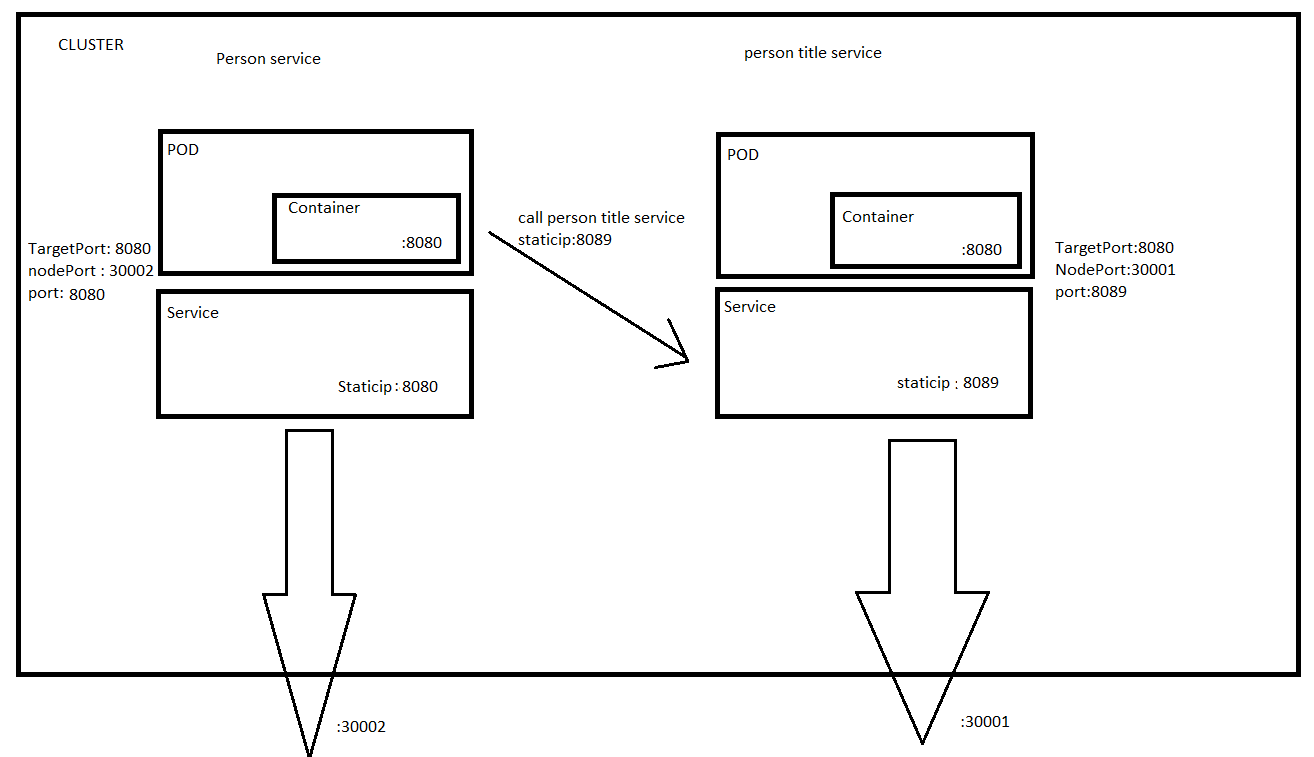 CLUSTER
Person service
person title service
POD
Container
:8080
TargetPort: 8080
nodePort : 30002
port: 8080
Service
Staticip:8080
call person title service
staticip:8089
POD
Container
:8080
TargetPort:8080
NodePort:30001
port:8089
Service
staticip : 8089
:30002
:30001